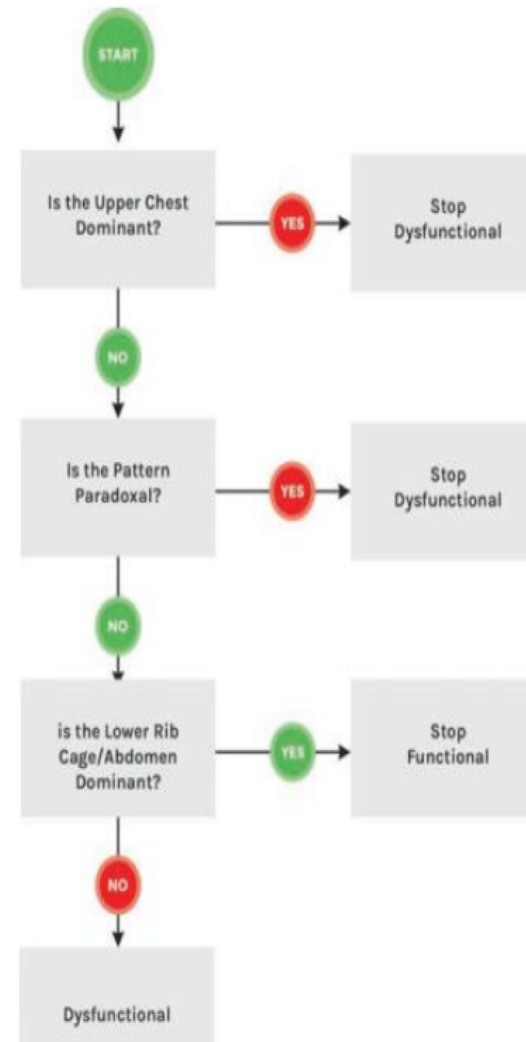 START
Is the Upper Chest
Dominant?
YES
Stop
Dysfunctional
NO
Is the Pattern
Paradoxal?
YES
Stop
Dysfunctional
NO
is the Lower Rib
Cage/Abdomen
Dominant?
YES
Stop
Functional
NO
Dysfunctional